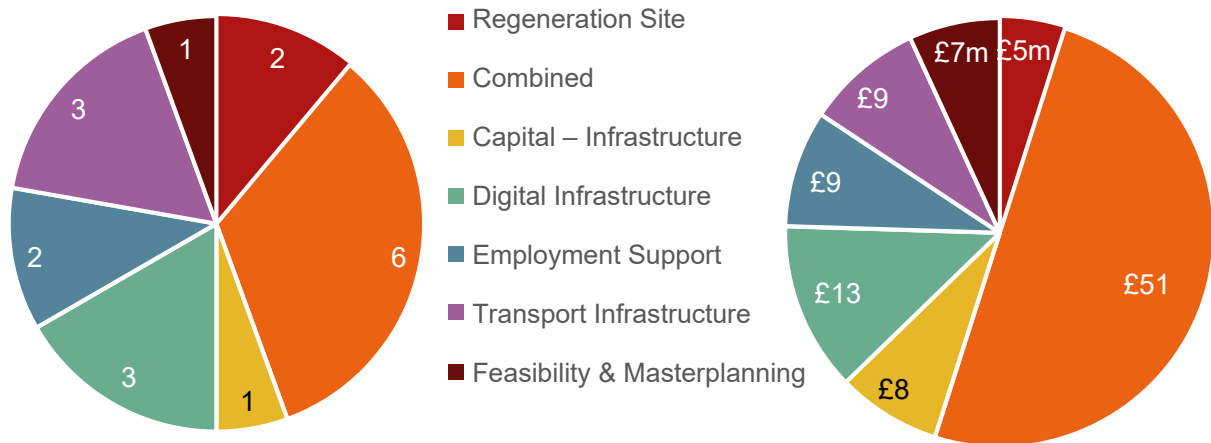 1
2
3
6
2
3
1
Regeneration Site
Combined
Capital – Infrastructure
Digital Infrastructure
Employment Support
Transport Infrastructure
Feasibility & Masterplanning
£7m
£5m
£9
£9
£51
£13
£8